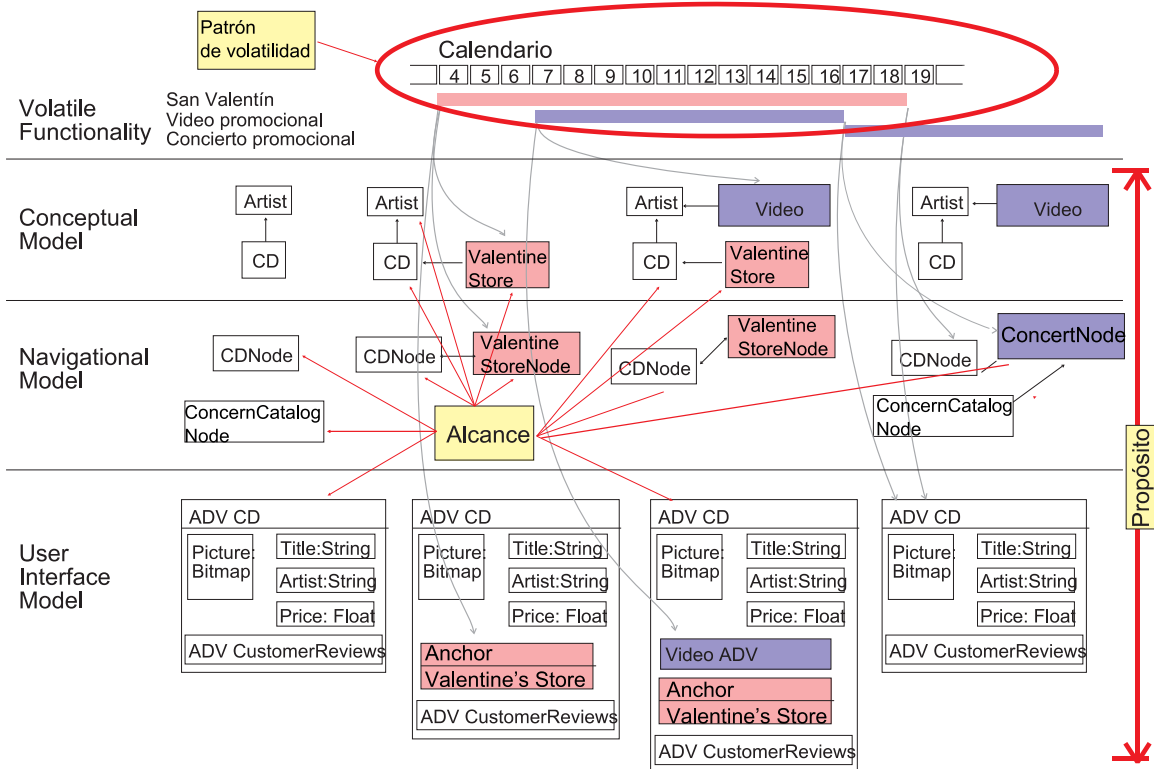 Patrón
de volatilidad
Calendario
4 5 6 7 8 9 10 11 12 13 14 15 16 17 18 19
Volatile
Functionality
San Valentín
Video promocional
Concierto promocional
Conceptual
Model
Artist
CD
Artist
CD
Valentine
Store
Artist
CD
Video
Valentine
Store
Artist
CD
Video
Navigational
Model
CDNode
ConcernCatalog
Node
CDNode
Valentine
StoreNode
Alcance
CDNode
Valentine
StoreNode
CDNode
ConcertNode
ConcernCatalog
Node
Propósito
User
Interface
Model
ADV CD
Picture:
Bitmap
Title:String
Artist:String
Price: Float
ADV CustomerReviews
ADV CD
Picture:
Bitmap
Title:String
Artist:String
Price: Float
Anchor
Valentine's Store
ADV CustomerReviews
ADV CD
Picture:
Bitmap
Title:String
Artist:String
Price: Float
Video ADV
Anchor
Valentine's Store
ADV CustomerReviews
ADV CD
Picture:
Bitmap
Title:String
Artist:String
Price: Float
ADV CustomerReviews